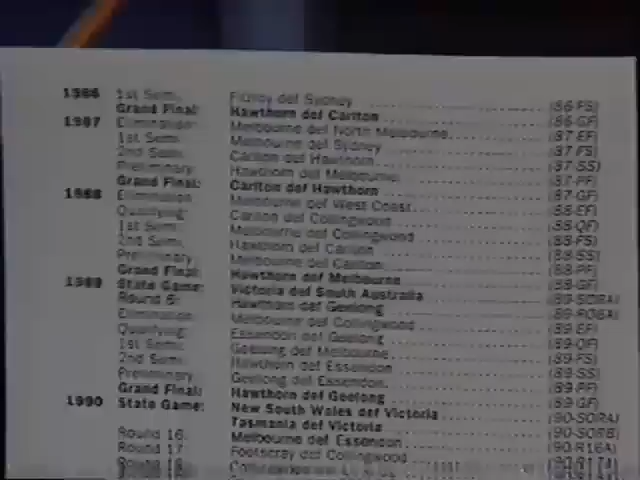 1986 1st Semi: Fitzroy def Sydney (86-FS)
Grand Final: Hawthorn def Carlton (86-GF)
1987 Elimination: Melbourne def North Melbourne (87-EF)
1st Semi: Melbourne def Sydney (87-FS)
2nd Semi: Carlton def Hawthorn (87-SS)
Preliminary: Hawthorn def Melbourne (87-PF)
Grand Final: Carlton def Hawthorn (87-GF)
1988 Elimination: Melbourne def West Coast (88-EF)
Qualifying: Carlton def Collingwood (88-QF)
1st Semi: Melbourne def Collingwood (88-FS)
2nd Semi: Hawthorn def Carlton (88-SS)
Preliminary: Melbourne def Carlton (88-PF)
Grand Final: Hawthorn def Melbourne (88-GF)
1989 State Game: Victoria def South Australia (89-SORA)
Round 6: Hawthorn def Geelong (89-RO6A)
Elimination: Melbourne def Collingwood (89-EF)
Qualifying: Essendon def Geelong (89-QF)
1st Semi: Geelong def Melbourne (89-FS)
2nd Semi: Hawthorn def Essendon (89-SS)
Preliminary: Geelong def Essendon (89-PF)
Grand Final: Hawthorn def Geelong (89-GF)
1990 State Game: New South Wales def Victoria (90-SORA)
Tasmania def Victoria (90-SORB)
Round 16: Melbourne def Essendon (90-R16A)
Round 17: Footscray def Collingwood
Round 18: